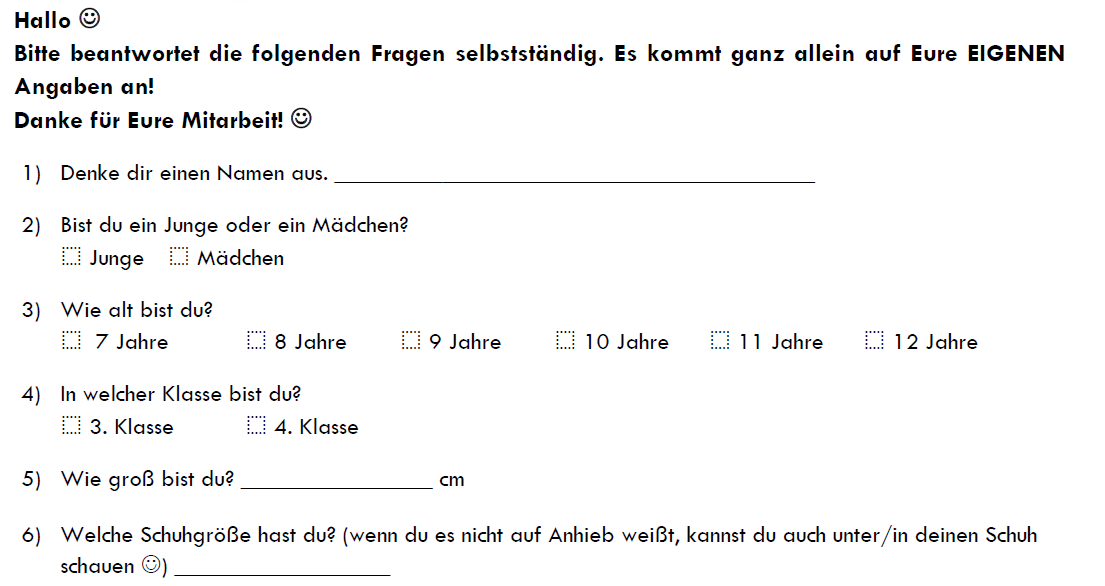 Hallo ☺
Bitte beantwortet die folgenden Fragen selbstständig. Es kommt ganz allein auf Eure EIGENEN
Angaben an!
Danke für Eure Mitarbeit! ☺
1) Denke dir einen Namen aus. ________________________________________
2) Bist du ein Junge oder ein Mädchen?
☐ Junge ☐ Mädchen
3) Wie alt bist du?
☐ 7 Jahre ☐ 8 Jahre ☐ 9 Jahre ☐ 10 Jahre ☐ 11 Jahre ☐ 12 Jahre
4) In welcher Klasse bist du?
☐ 3. Klasse ☐ 4. Klasse
5) Wie groß bist du? ________________ cm
6) Welche Schuhgröße hast du? (wenn du es nicht auf Anhieb weißt, kannst du auch unter/in deinen Schuh
schauen ☺) __________________